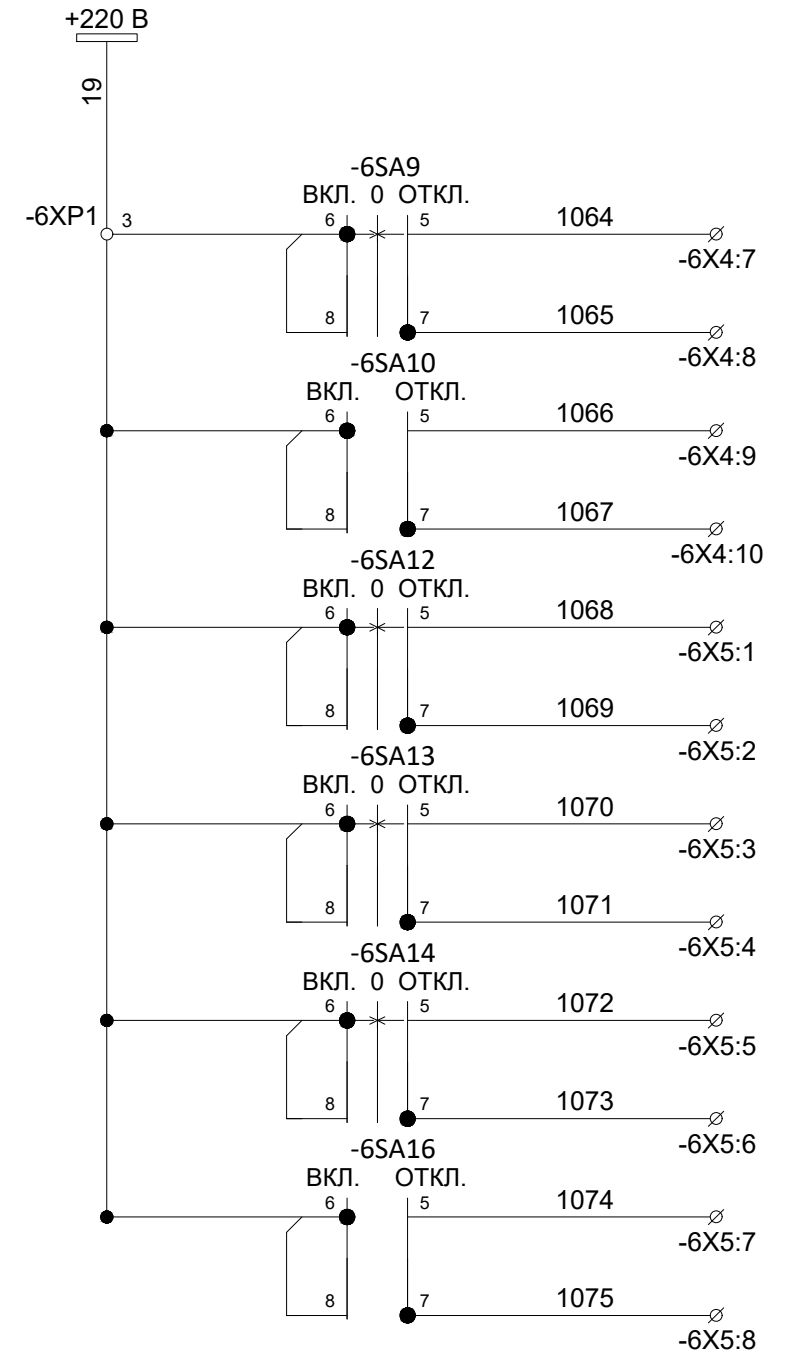 +220 В
19
-6XP1 3
-6SA9
ВКЛ. 0 ОТКЛ.
6 5 1064
-6X4:7
8 7 1065
-6X4:8
-6SA10
ВКЛ. ОТКЛ.
6 5 1066
-6X4:9
8 7 1067
-6X4:10
-6SA12
ВКЛ. 0 ОТКЛ.
6 5 1068
-6X5:1
8 7 1069
-6X5:2
-6SA13
ВКЛ. 0 ОТКЛ.
6 5 1070
-6X5:3
8 7 1071
-6X5:4
-6SA14
ВКЛ. 0 ОТКЛ.
6 5 1072
-6X5:5
8 7 1073
-6X5:6
-6SA16
ВКЛ. ОТКЛ.
6 5 1074
-6X5:7
8 7 1075
-6X5:8